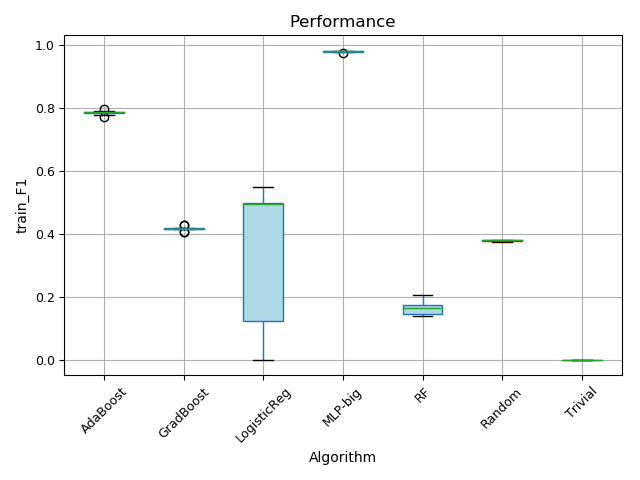 Performance
train_F1
1.0
0.8
0.6
0.4
0.2
0.0
AdaBoost
GradBoost
LogisticReg
MLP-big
RF
Random
Trivial
Algorithm